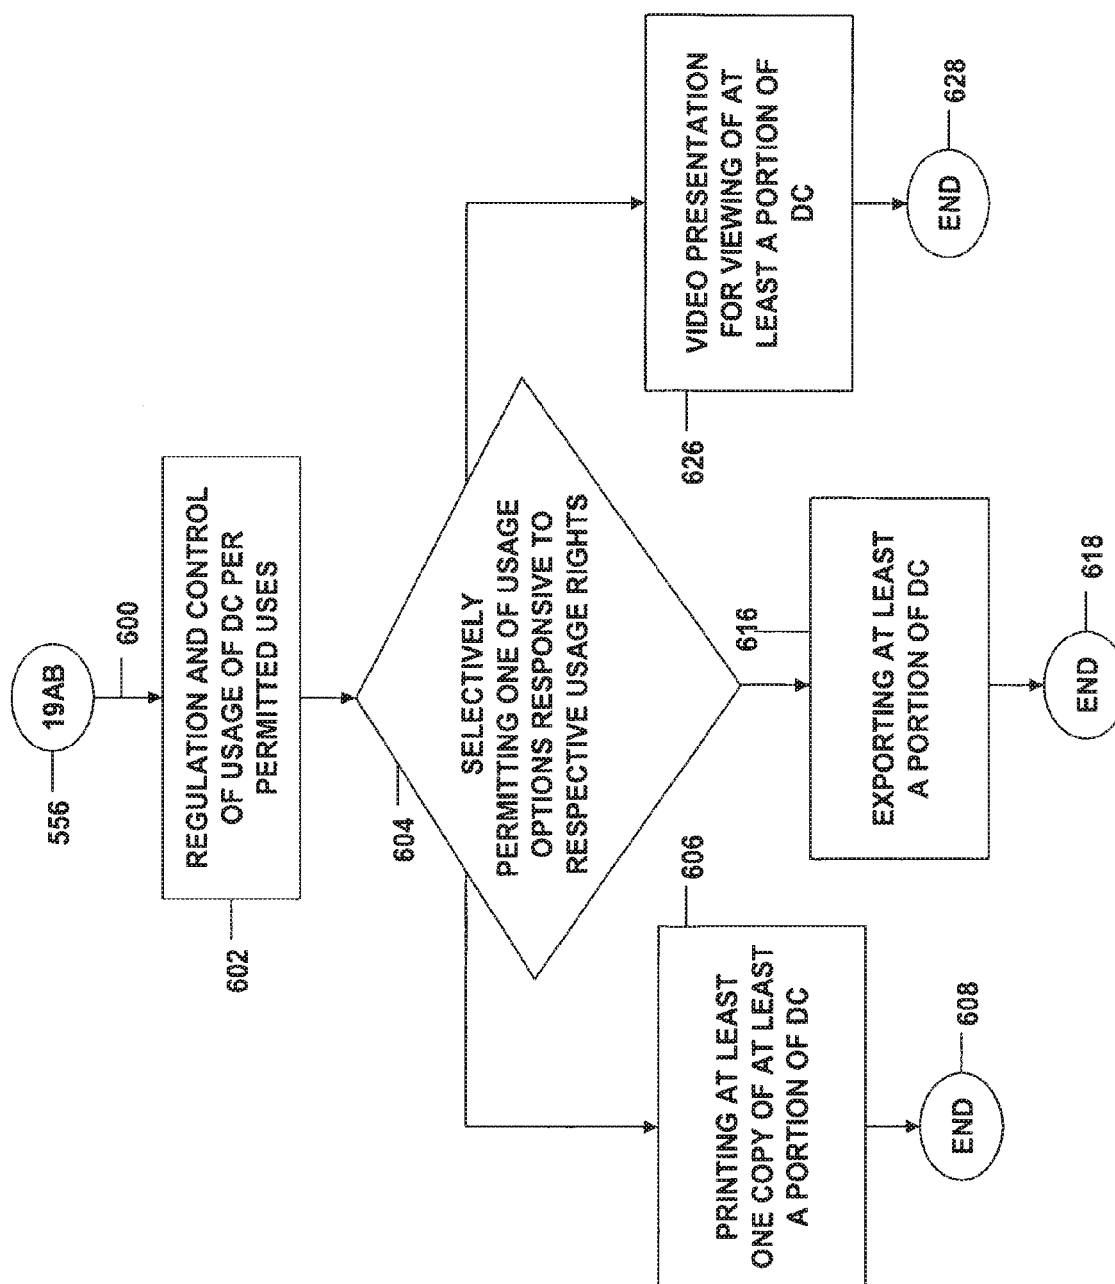 19AB
556
600
REGULATION AND CONTROL
OF USAGE OF DC PER
PERMITTED USES
602
604
SELECTIVELY
PERMITTING ONE OF USAGE
OPTIONS RESPONSIVE TO
RESPECTIVE USAGE RIGHTS
606
PRINTING AT LEAST
ONE COPY OF AT LEAST
A PORTION OF DC
608
END
616
EXPORTING AT LEAST
A PORTION OF DC
618
END
626
VIDEO PRESENTATION
FOR VIEWING OF AT
LEAST A PORTION OF
DC
628
END